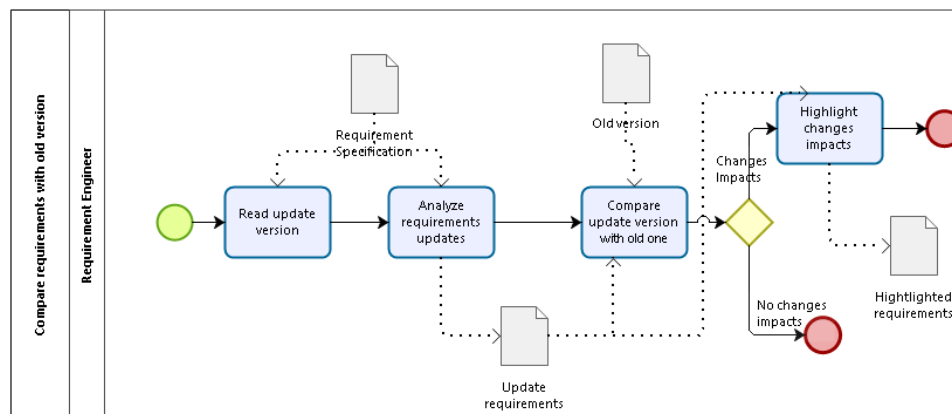 Compare requirements with old version
Requirement Engineer
Requirement
Specification
Old version
Highlight
changes
impacts
Changes
Impacts
Read update
version
Analyze
requirements
updates
Compare
update version
with old one
No changes
impacts
Hightlighted
requirements
Update
requirements